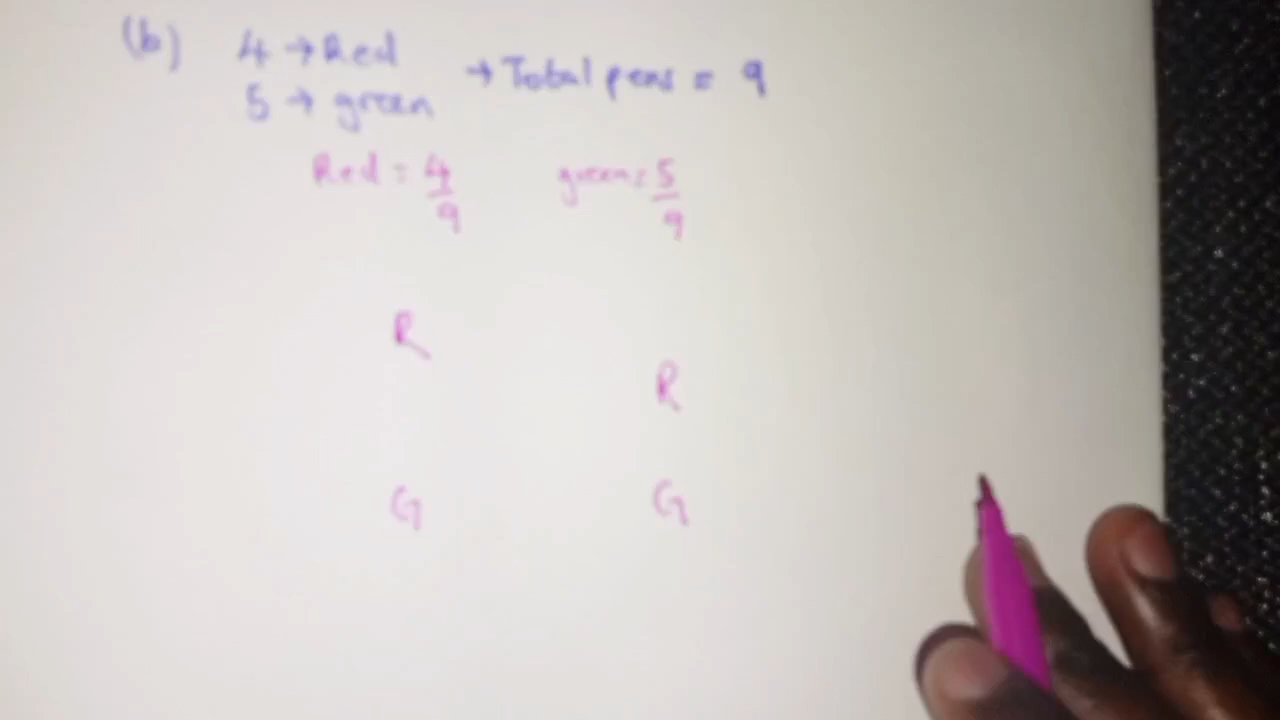 (b) 4 → Red
5 → green
→ Total pens = 9
Red = 4/9 green = 5/9
R
R
G G